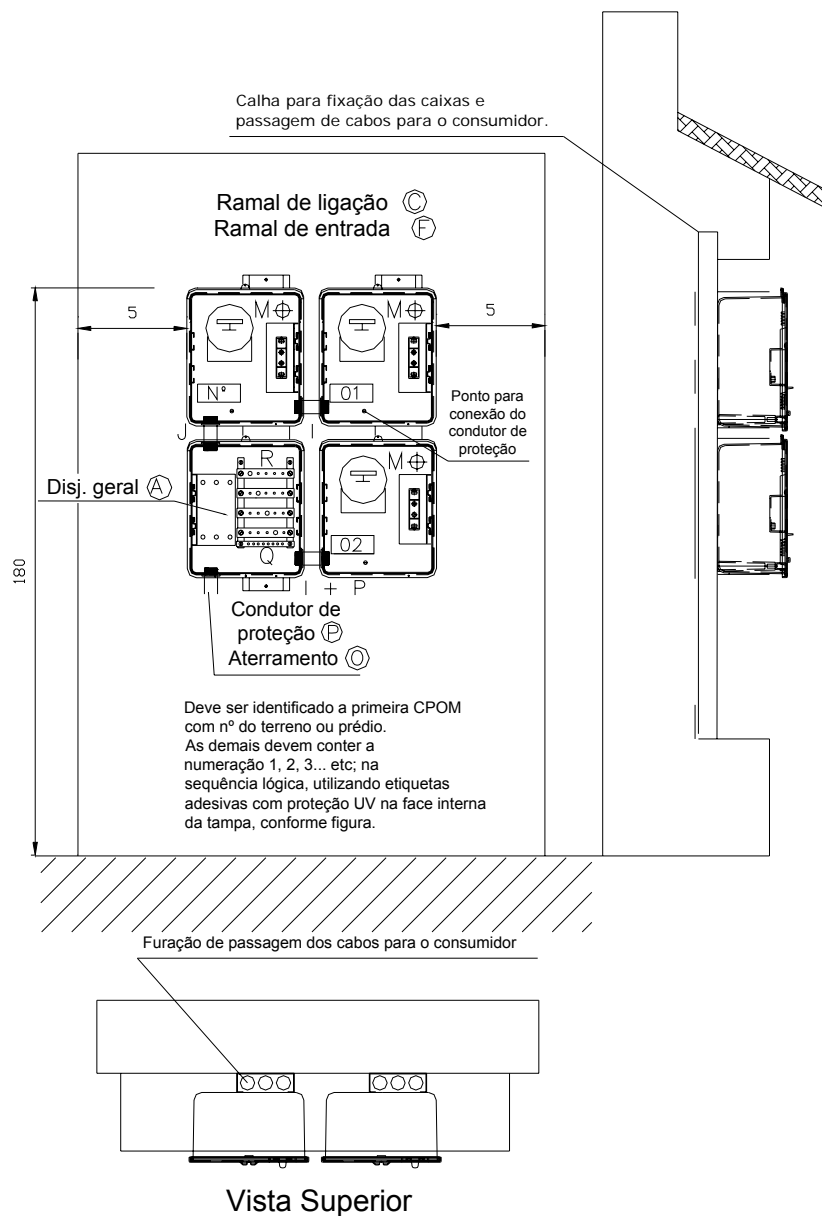 Calha para fixação das caixas e
passagem de cabos para o consumidor.
Ramal de ligação C
Ramal de entrada F
5
5
M
M
Nº
01
Ponto para
conexão do
condutor de
proteção
J
I
R
M
Disj. geral A
180
Q
02
H
I + P
Condutor de
proteção P
Aterramento O
Deve ser identificado a primeira CPOM
com nº do terreno ou prédio.
As demais devem conter a
numeração 1, 2, 3... etc; na
sequência lógica, utilizando etiquetas
adesivas com proteção UV na face interna
da tampa, conforme figura.
Furação de passagem dos cabos para o consumidor
Vista Superior